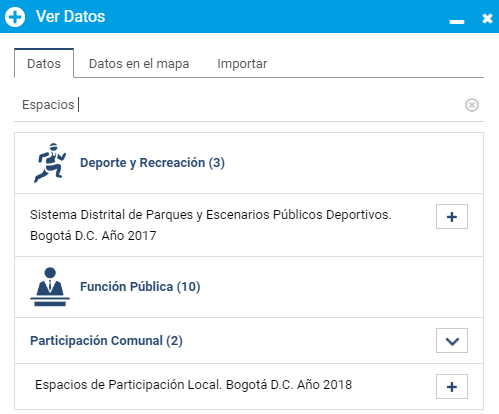 Ver Datos
Datos Datos en el mapa Importar
Espacios
Deporte y Recreación (3)
Sistema Distrital de Parques y Escenarios Públicos Deportivos.
Bogotá D.C. Año 2017
Función Pública (10)
Participación Comunal (2)
Espacios de Participación Local. Bogotá D.C. Año 2018